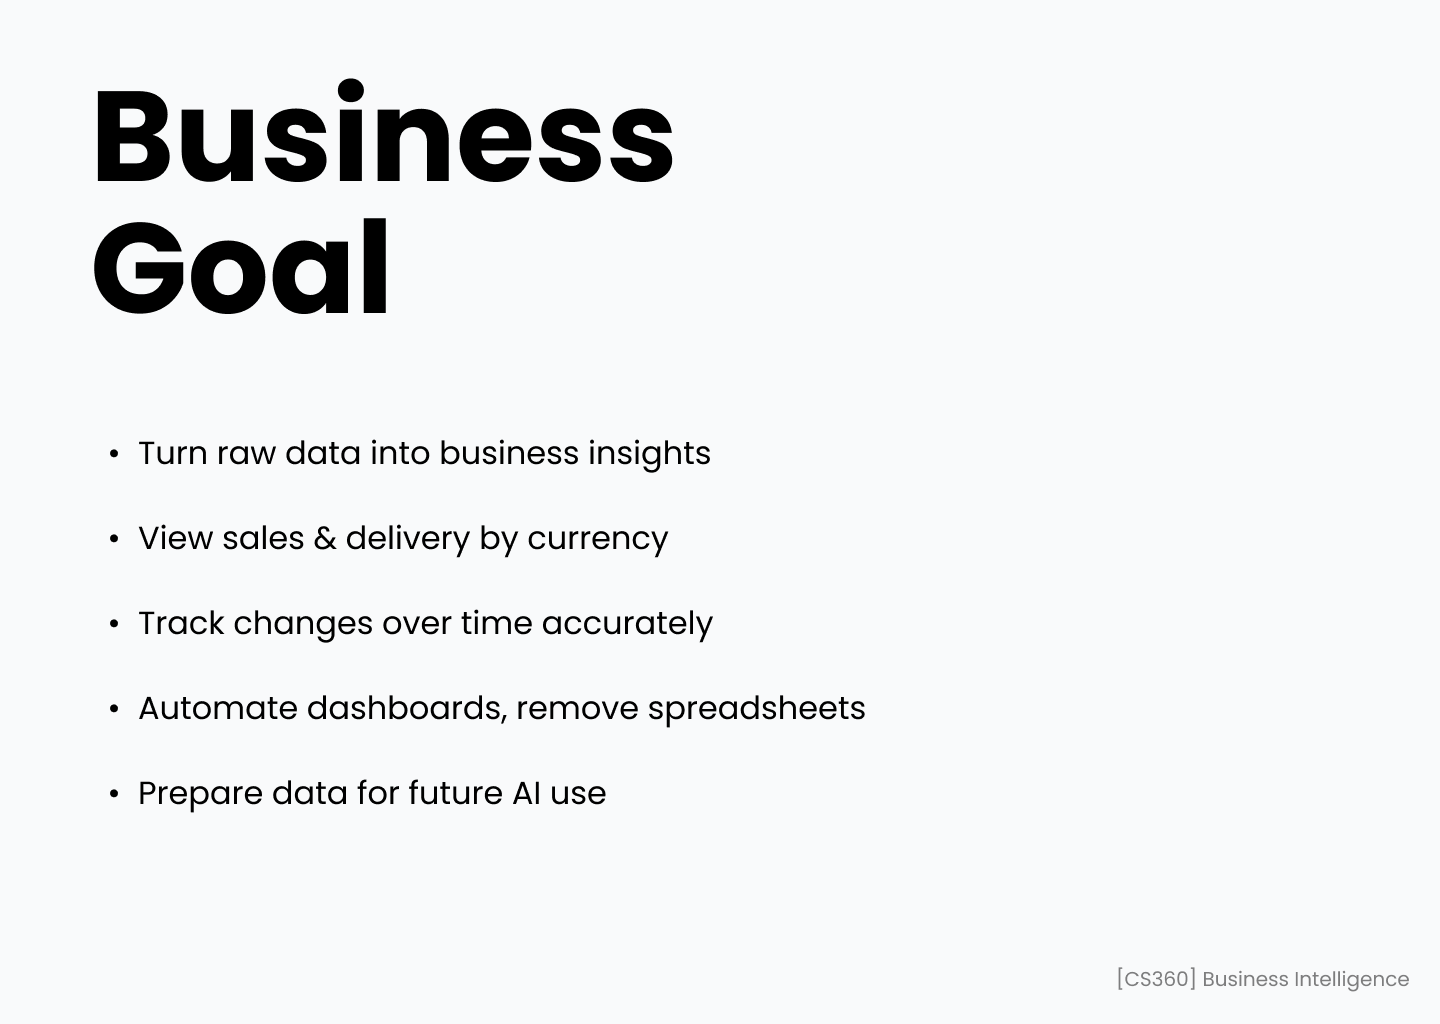 Business
Goal
• Turn raw data into business insights
• View sales & delivery by currency
• Track changes over time accurately
• Automate dashboards, remove spreadsheets
• Prepare data for future AI use
[CS360] Business Intelligence